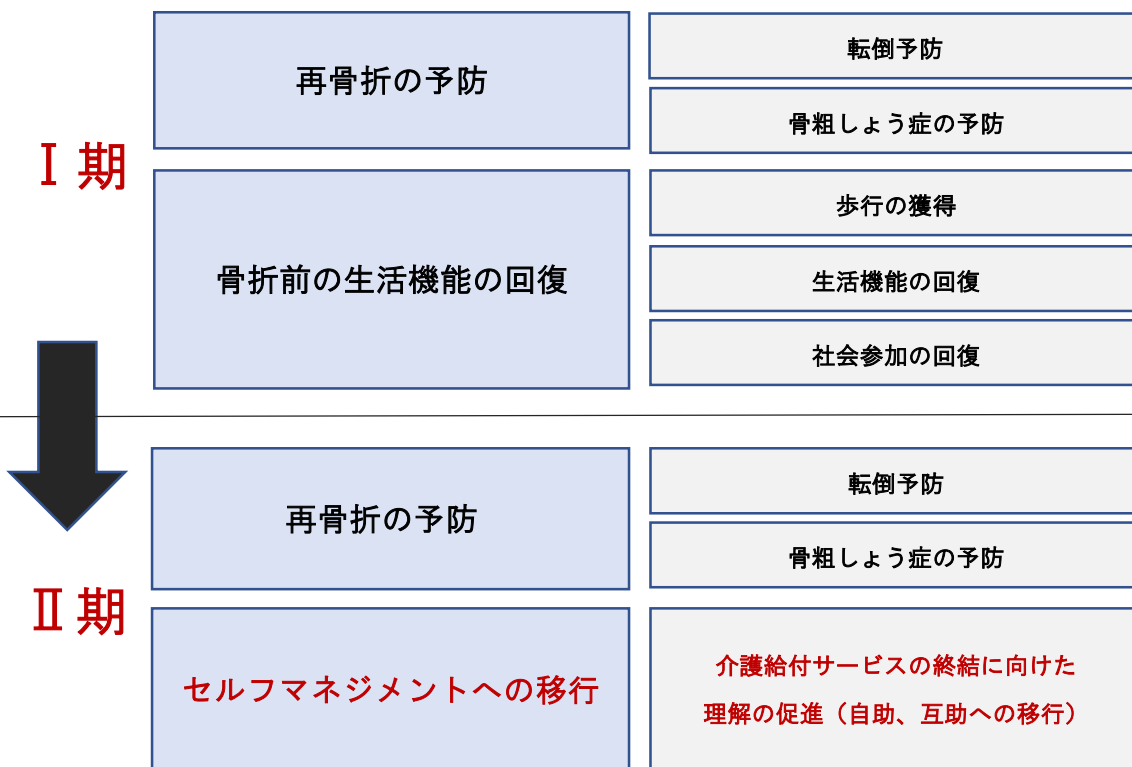 Ⅰ期
再骨折の予防
転倒予防
骨粗しょう症の予防
骨折前の生活機能の回復
歩行の獲得
生活機能の回復
社会参加の回復
Ⅱ期
再骨折の予防
転倒予防
骨粗しょう症の予防
セルフマネジメントへの移行
介護給付サービスの終結に向けた
理解の促進（自助、互助への移行）